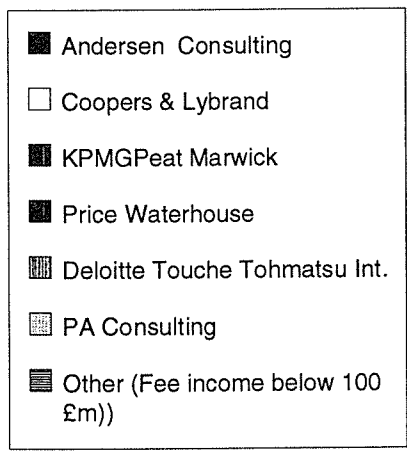 Andersen Consulting
Coopers & Lybrand
KPMGPeat Marwick
Price Waterhouse
Deloitte Touche Tohmatsu Int.
PA Consulting
Other (Fee income below 100
£m))